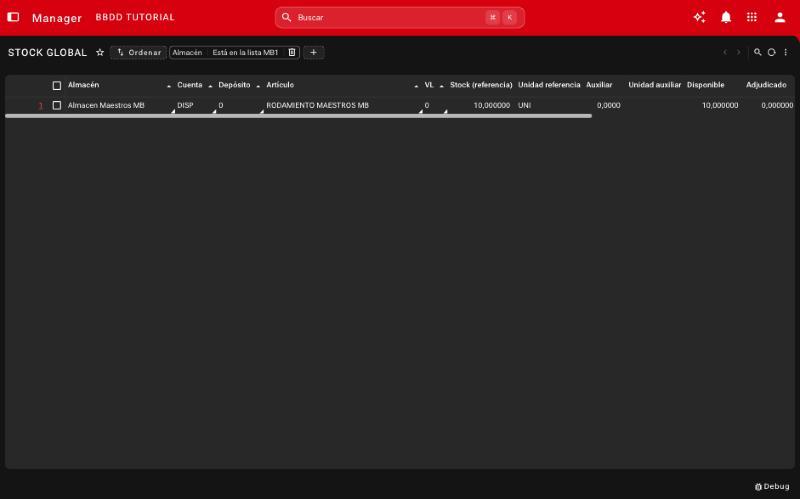 Manager BBDD TUTORIAL Buscar ⌘ K
STOCK GLOBAL Ordenar Almacén Está en la lista MB1 +
Almacén Cuenta Depósito Artículo VL Stock (referencia) Unidad referencia Auxiliar Unidad auxiliar Disponible Adjudicado
1 Almacen Maestros MB DISP 0 RODAMIENTO MAESTROS MB 0 10,000000 UNI 0,0000 10,000000 0,000000
Debug